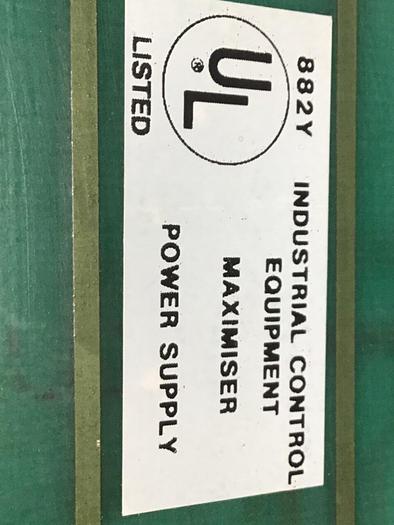 882Y INDUSTRIAL CONTROL
EQUIPMENT
UL ®
MAXIMISER
LISTED
POWER SUPPLY